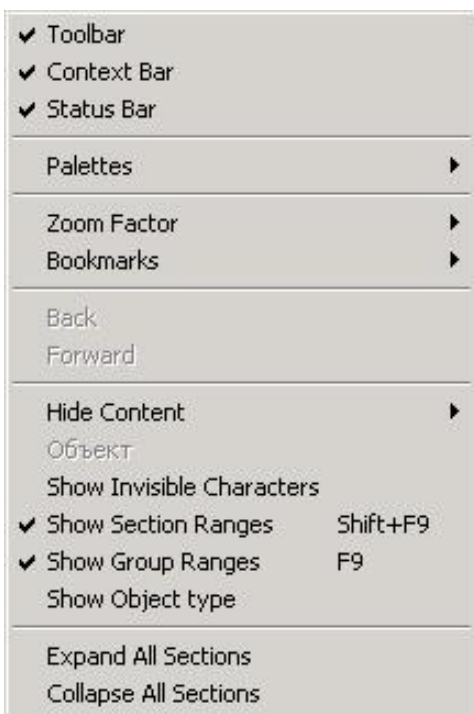 Toolbar
Context Bar
Status Bar
Palettes
Zoom Factor
Bookmarks
Back
Forward
Hide Content
Объект
Show Invisible Characters
Show Section Ranges Shift+F9
Show Group Ranges F9
Show Object type
Expand All Sections
Collapse All Sections